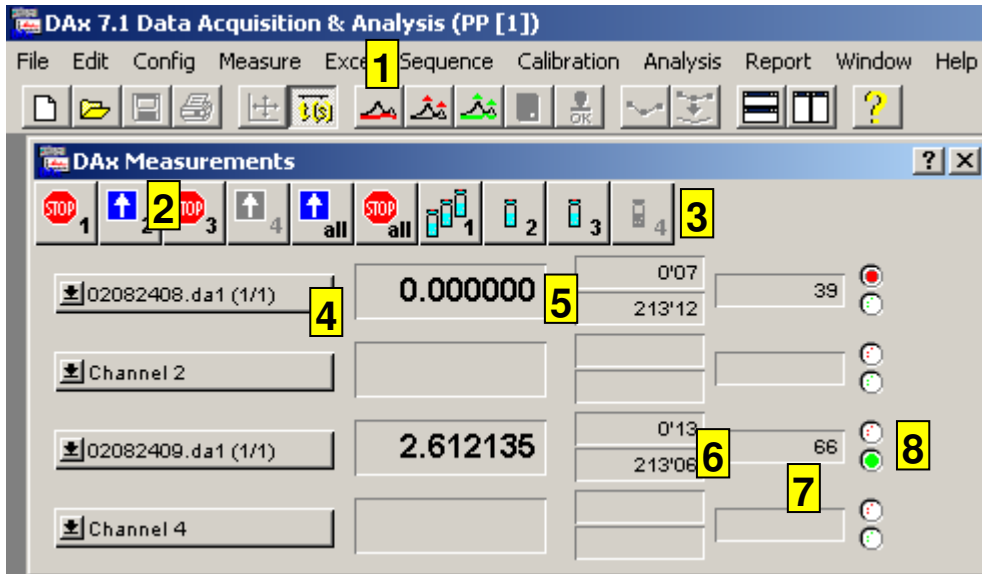 DAx 7.1 Data Acquisition & Analysis (PP [1])
File Edit Config Measure Exce 1 Sequence Calibration Analysis Report Window Help
t(s) OK ?
DAx Measurements ? X
STOP 1 2 2 STOP 3 4 all STOP all 1 2 3 4 3
02082408.da1 (1/1) 4 0.000000 5 0'07 39
213'12
Channel 2
02082409.da1 (1/1) 2.612135 0'13 6 66 8
213'06 7
Channel 4